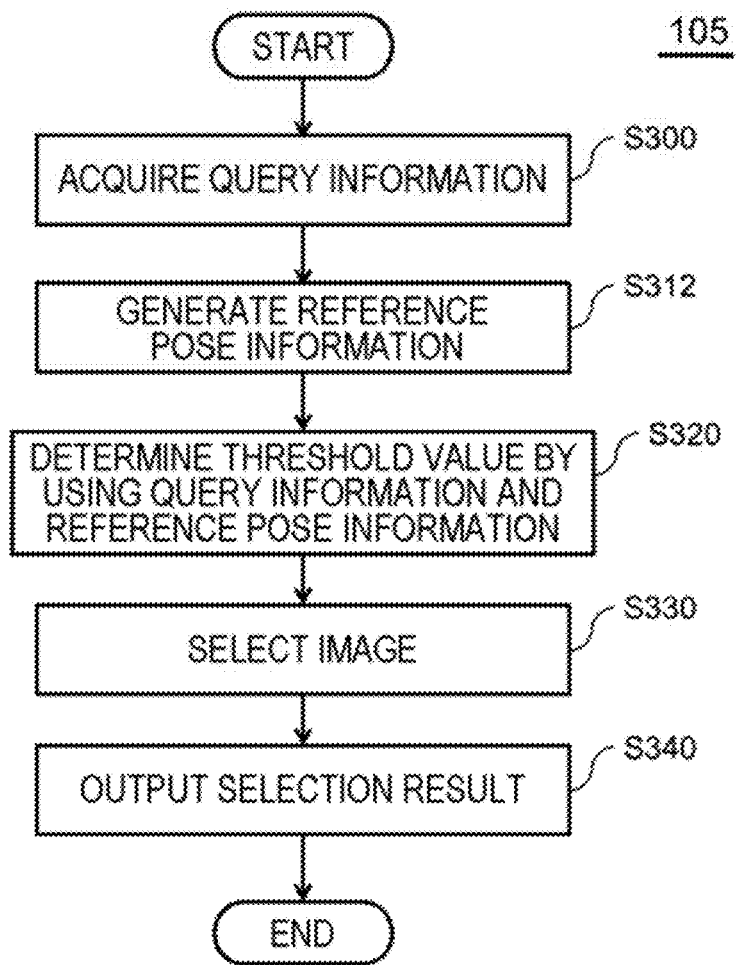 105
START
ACQUIRE QUERY INFORMATION
S300
GENERATE REFERENCE
POSE INFORMATION
S312
DETERMINE THRESHOLD VALUE BY
USING QUERY INFORMATION AND
REFERENCE POSE INFORMATION
S320
SELECT IMAGE
S330
OUTPUT SELECTION RESULT
S340
END